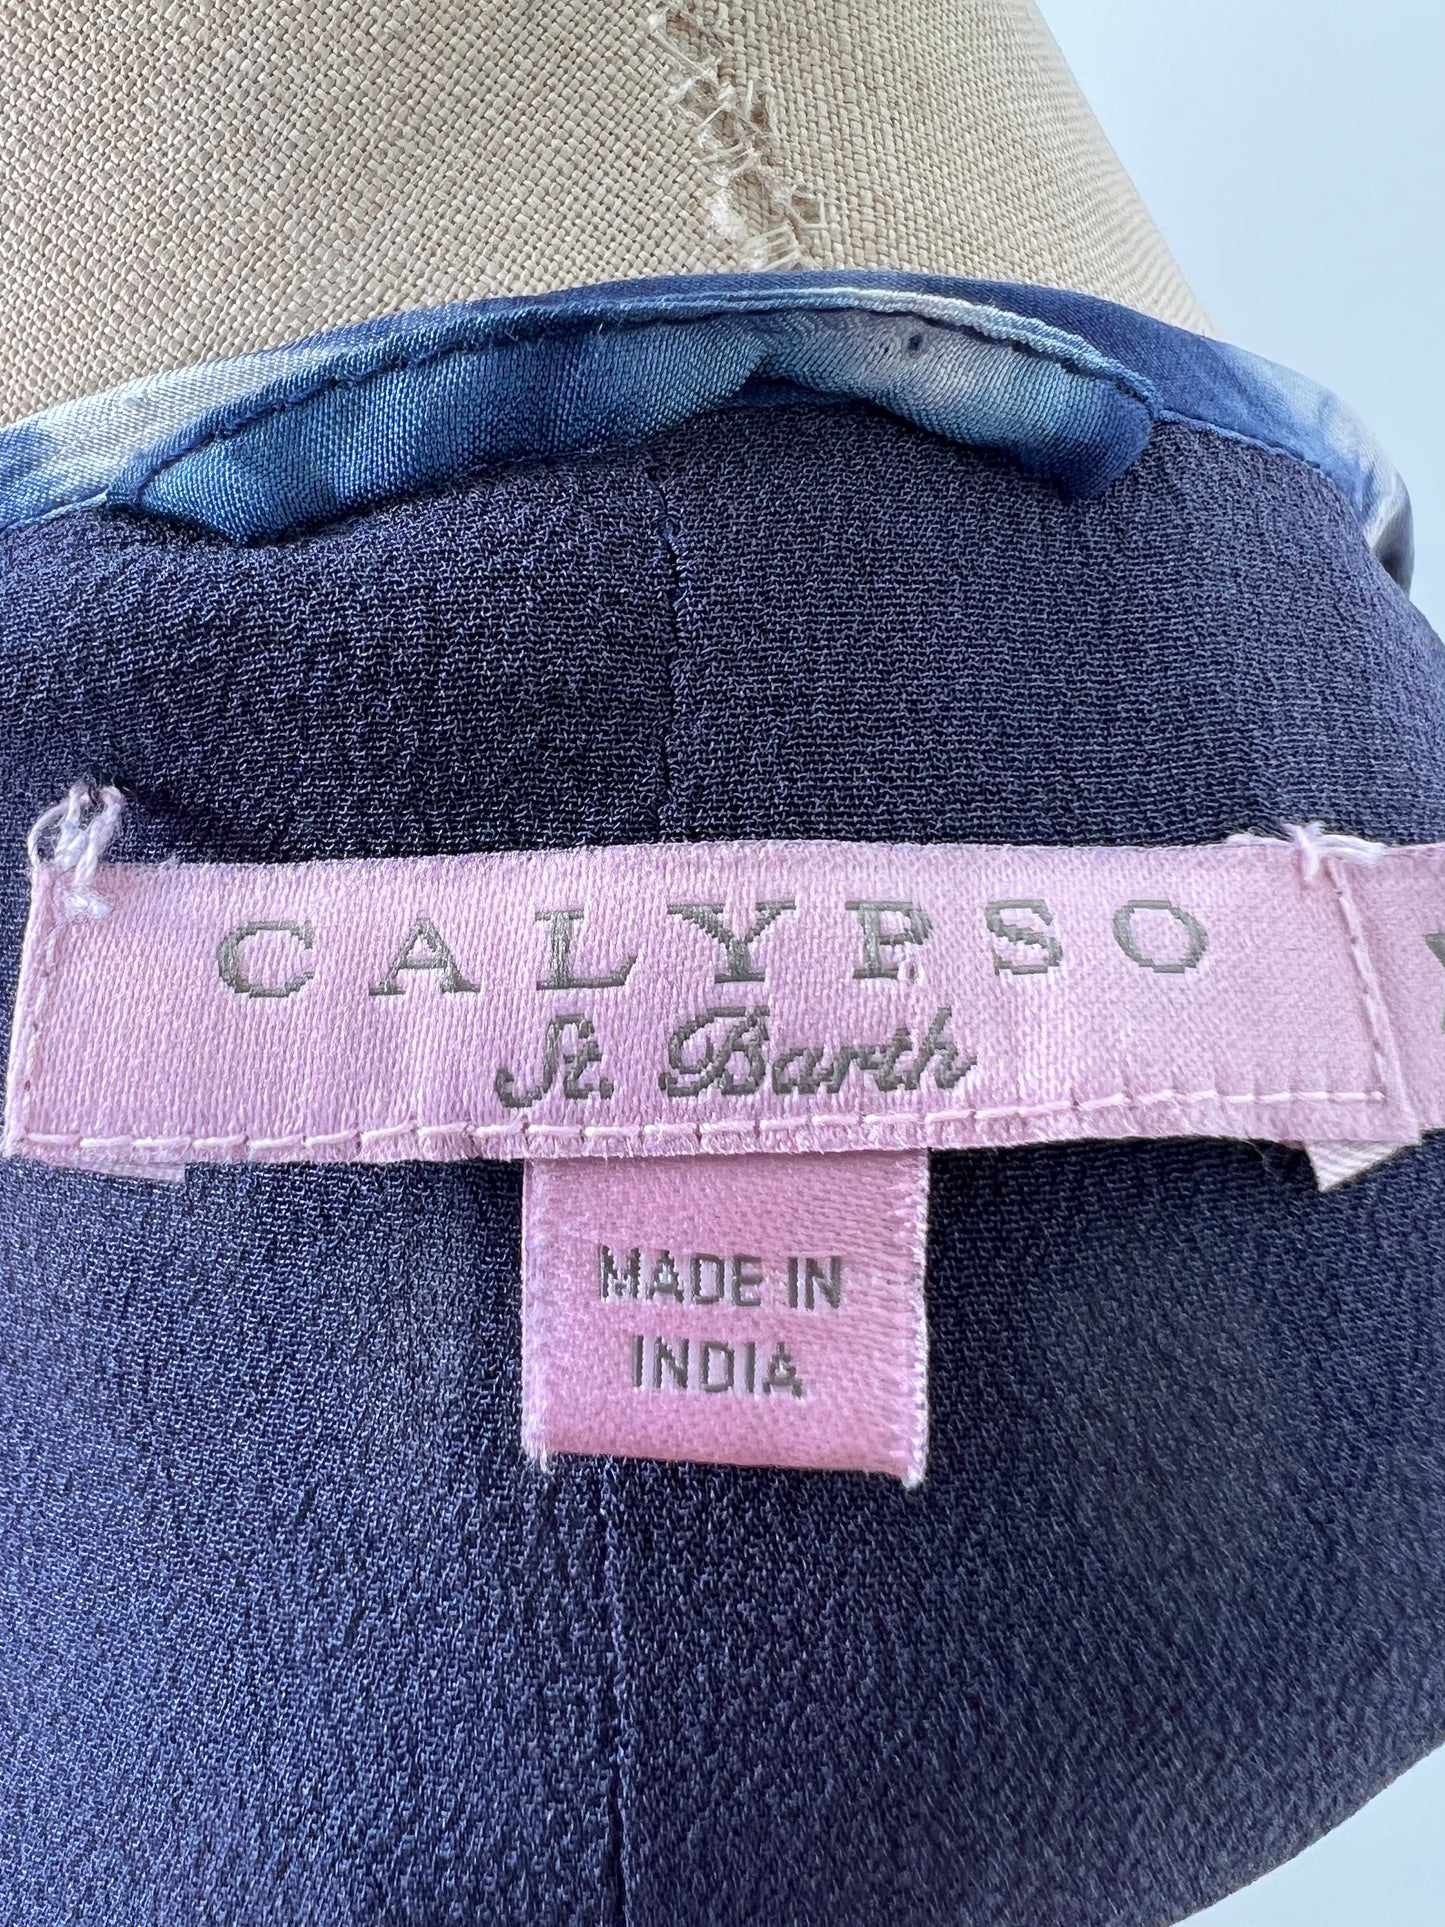 CALYPSO
St. Barth
MADE IN
INDIA